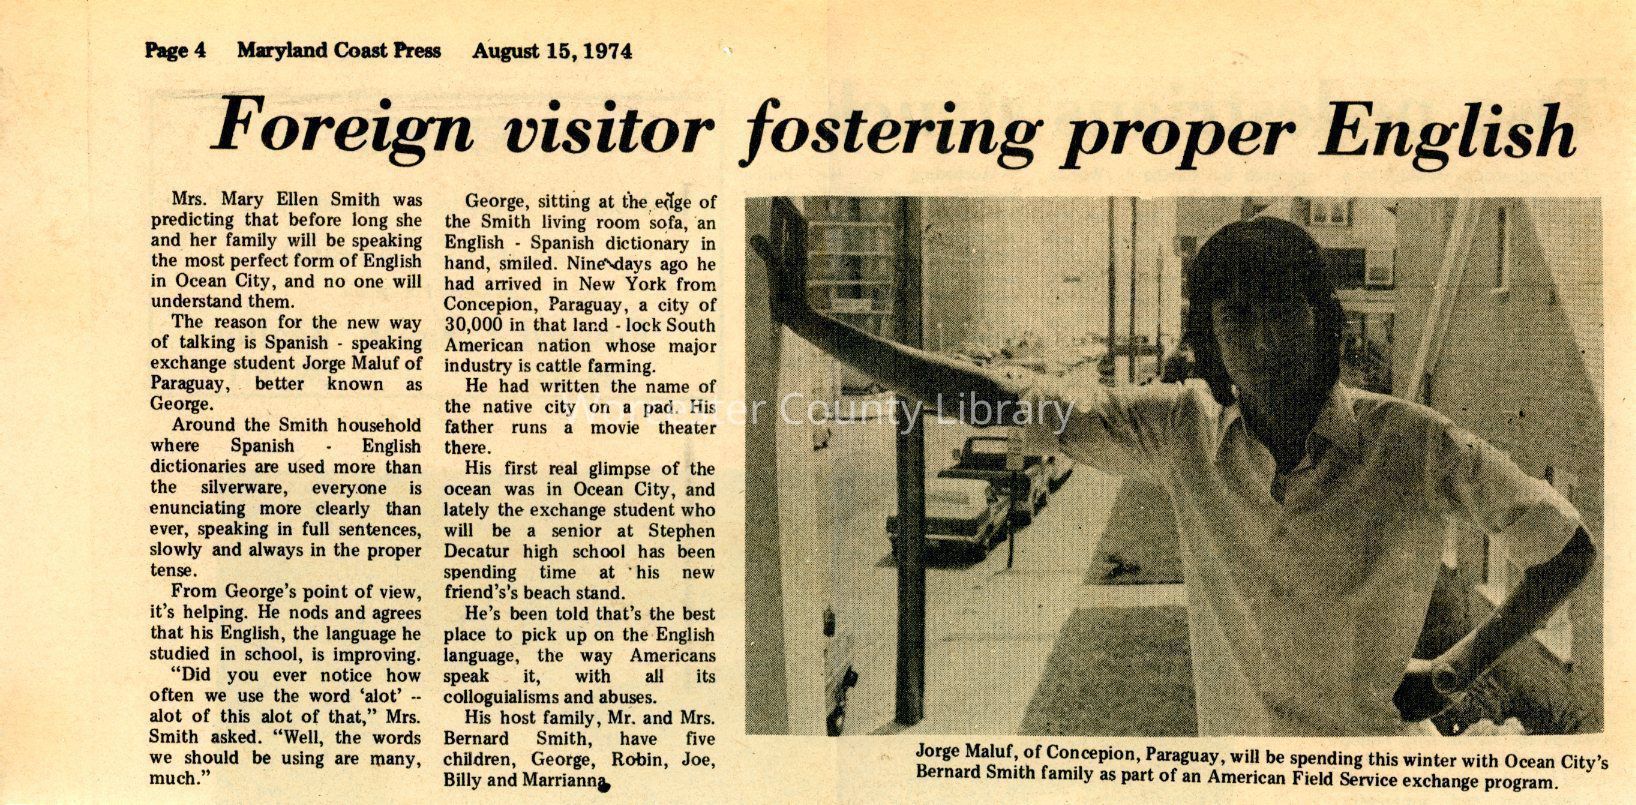 Page 4 Maryland Coast Press August 15, 1974
Foreign visitor fostering proper English
Mrs. Mary Ellen Smith was
predicting that before long she
and her family will be speaking
the most perfect form of English
in Ocean City, and no one will
understand them.
The reason for the new way
of talking is Spanish - speaking
exchange student Jorge Maluf of
Paraguay, better known as
George.
Around the Smith household
where Spanish - English
dictionaries are used more than
the silverware, everyone is
enunciating more clearly than
ever, speaking in full sentences,
slowly and always in the proper
tense.
From George's point of view,
it's helping. He nods and agrees
that his English, the language he
studied in school, is improving.
“Did you ever notice how
often we use the word ‘alot’ --
alot of this alot of that,” Mrs.
Smith asked. “Well, the words
we should be using are many,
much.”
George, sitting at the edge of
the Smith living room sofa, an
English - Spanish dictionary in
hand, smiled. Nine days ago he
had arrived in New York from
Concepion, Paraguay, a city of
30,000 in that land - lock South
American nation whose major
industry is cattle farming.
He had written the name of
the native city on a pad. His
father runs a movie theater
there.
His first real glimpse of the
ocean was in Ocean City, and
lately the exchange student who
will be a senior at Stephen
Decatur high school has been
spending time at his new
friend's's beach stand.
He's been told that's the best
place to pick up on the English
language, the way Americans
speak it, with all its
colloguialisms and abuses.
His host family, Mr. and Mrs.
Bernard Smith, have five
children, George, Robin, Joe,
Billy and Marrianna
Worcester County Library
Jorge Maluf, of Concepion, Paraguay, will be spending this winter with Ocean City's
Bernard Smith family as part of an American Field Service exchange program.